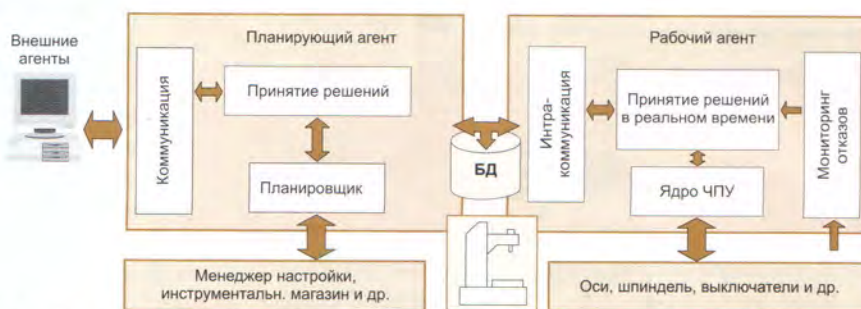 Внешние
агенты
Планирующий агент
Коммуникация
Принятие решений
Планировщик
Менеджер настройки,
инструментальн. магазин и др.
БД
Рабочий агент
Интра-
коммуникация
Принятие решений
в реальном времени
Ядро ЧПУ
Мониторинг
отказов
Оси, шпиндель, выключатели и др.